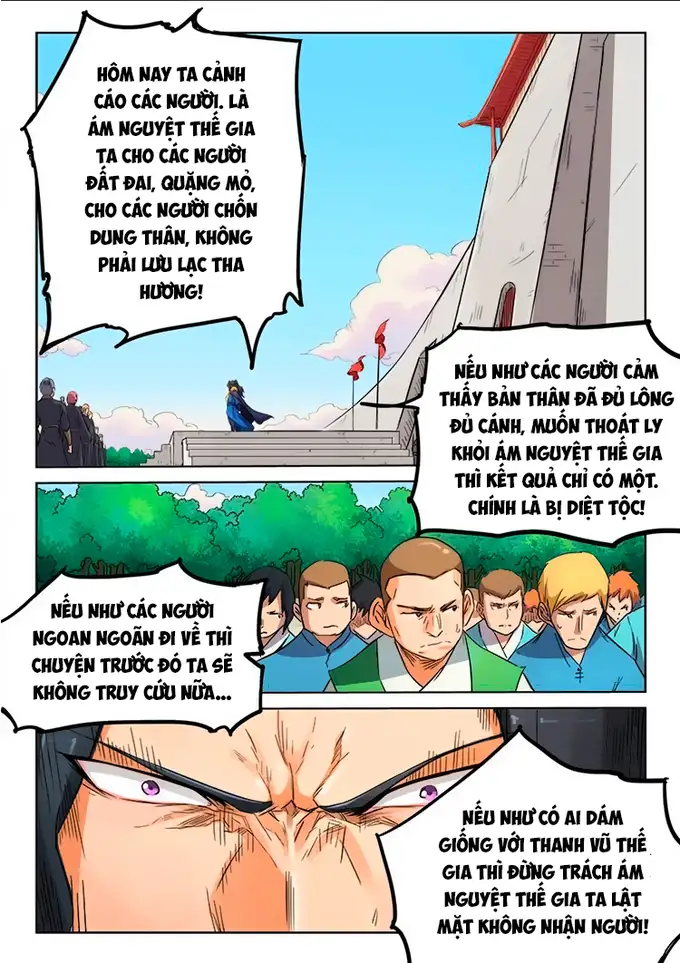 HÔM NAY TA CẢNH
CÁO CÁC NGƯỜI. LÀ
ÁM NGUYỆT THẾ GIA
TA CHO CÁC NGƯỜI
ĐẤT ĐAI, QUẶNG MỎ,
CHO CÁC NGƯỜI CHỐN
DUNG THÂN, KHÔNG
PHẢI LƯU LẠC THA
HƯƠNG!
NẾU NHƯ CÁC NGƯỜI CẢM
THẤY BẢN THÂN ĐÃ ĐỦ LÔNG
ĐỦ CÁNH, MUỐN THOÁT LY
KHỎI ÁM NGUYỆT THẾ GIA
THÌ KẾT QUẢ CHỈ CÓ MỘT.
CHÍNH LÀ BỊ DIỆT TỘC!
NẾU NHƯ CÁC NGƯỜI
NGOAN NGOÃN ĐI VỀ THÌ
CHUYỆN TRƯỚC ĐÓ TA SẼ
KHÔNG TRUY CỨU NỮA...
NẾU NHƯ CÓ AI DÁM
GIỐNG VỚI THANH VŨ THẾ
GIA THÌ ĐỪNG TRÁCH ÁM
NGUYỆT THẾ GIA TA LẬT
MẶT KHÔNG NHẬN NGƯỜI!